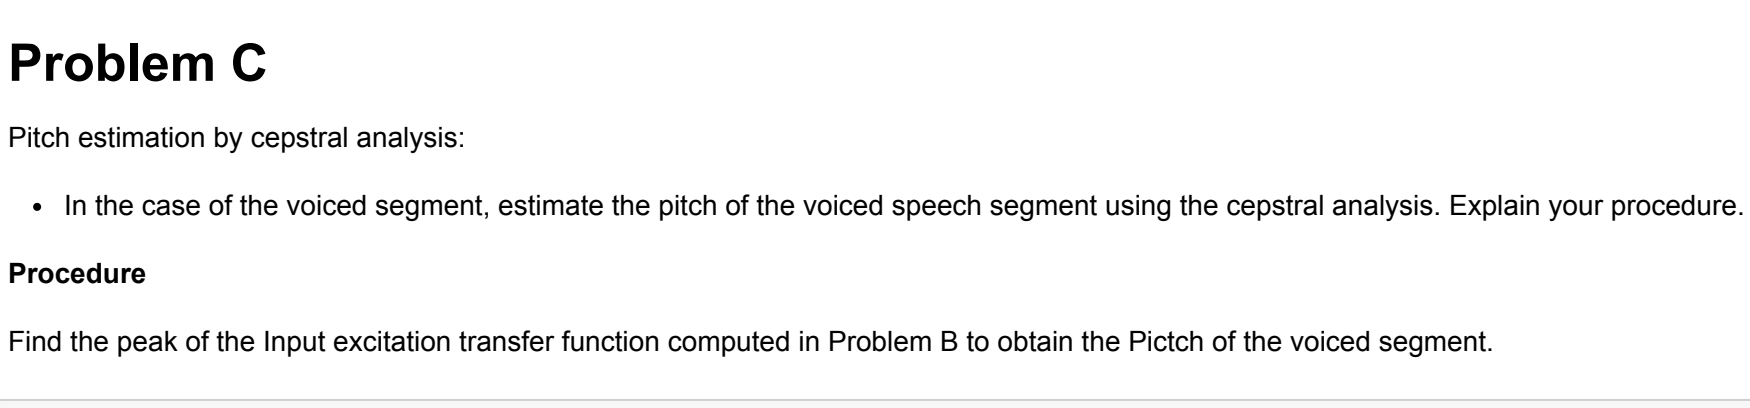 Problem C
Pitch estimation by cepstral analysis:
• In the case of the voiced segment, estimate the pitch of the voiced speech segment using the cepstral analysis. Explain your procedure.
Procedure
Find the peak of the Input excitation transfer function computed in Problem B to obtain the Pictch of the voiced segment.